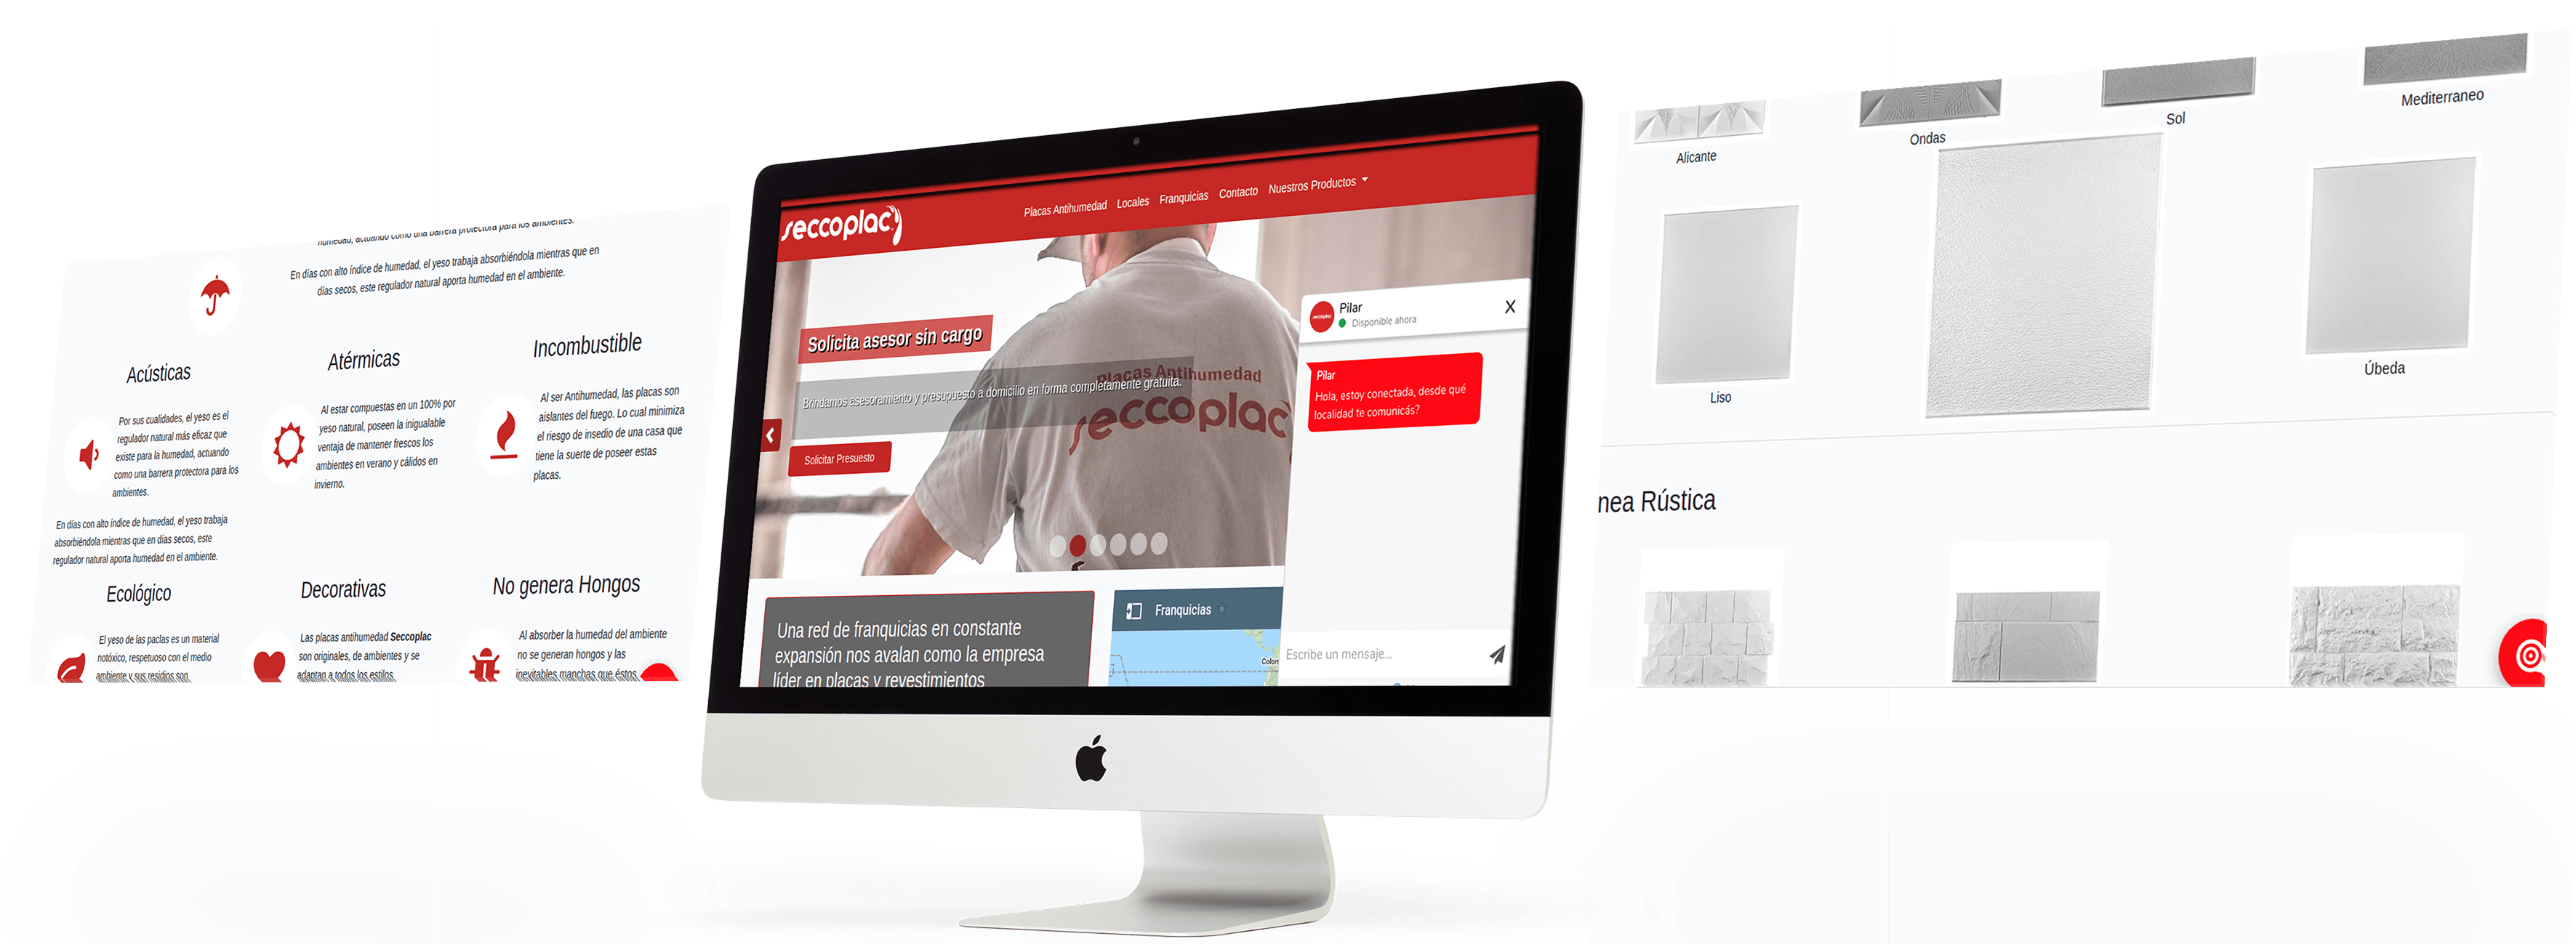 humedad, actuando como una barrera protectora para los ambientes.
En días con alto índice de humedad, el yeso trabaja absorbiéndola mientras que en
días secos, este regulador natural aporta humedad en el ambiente.
Acústicas
Por sus cualidades, el yeso es el
regulador natural más eficaz que
existe para la humedad, actuando
como una barrera protectora para los
ambientes.
En días con alto índice de humedad, el yeso trabaja
absorbiéndola mientras que en días secos, este
regulador natural aporta humedad en el ambiente.
Atérmicas
Al estar compuestas en un 100% por
yeso natural, poseen la inigualable
ventaja de mantener frescos los
ambientes en verano y cálidos en
invierno.
Incombustible
Al ser Antihumedad, las placas son
aislantes del fuego. Lo cual minimiza
el riesgo de insedio de una casa que
tiene la suerte de poseer estas
placas.
Ecológico
El yeso de las paclas es un material
notóxico, respetuoso con el medio
ambiente y sus residios son
Decorativas
Las placas antihumedad Seccoplac
son originales, de ambientes y se
adaptan a todos los estilos.
No genera Hongos
Al absorber la humedad del ambiente
no se generan hongos y las
inevitables manchas que éstos
seccoplac
Placas Antihumedad Locales Franquicias Contacto Nuestros Productos
Solicita asesor sin cargo
Brindamos asesoramiento y presupuesto a domicilio en forma completamente gratuita.
Solicitar Presuesto
Placas Antihumedad
seccoplac
Pilar
Disponible ahora
X
Pilar
Hola, estoy conectada, desde qué
localidad te comunicás?
Escribe un mensaje...
Una red de franquicias en constante
expansión nos avalan como la empresa
líder en placas y revestimientos
Franquicias
Colom
Alicante
Ondas
Sol
Mediterraneo
Liso
Úbeda
nea Rústica